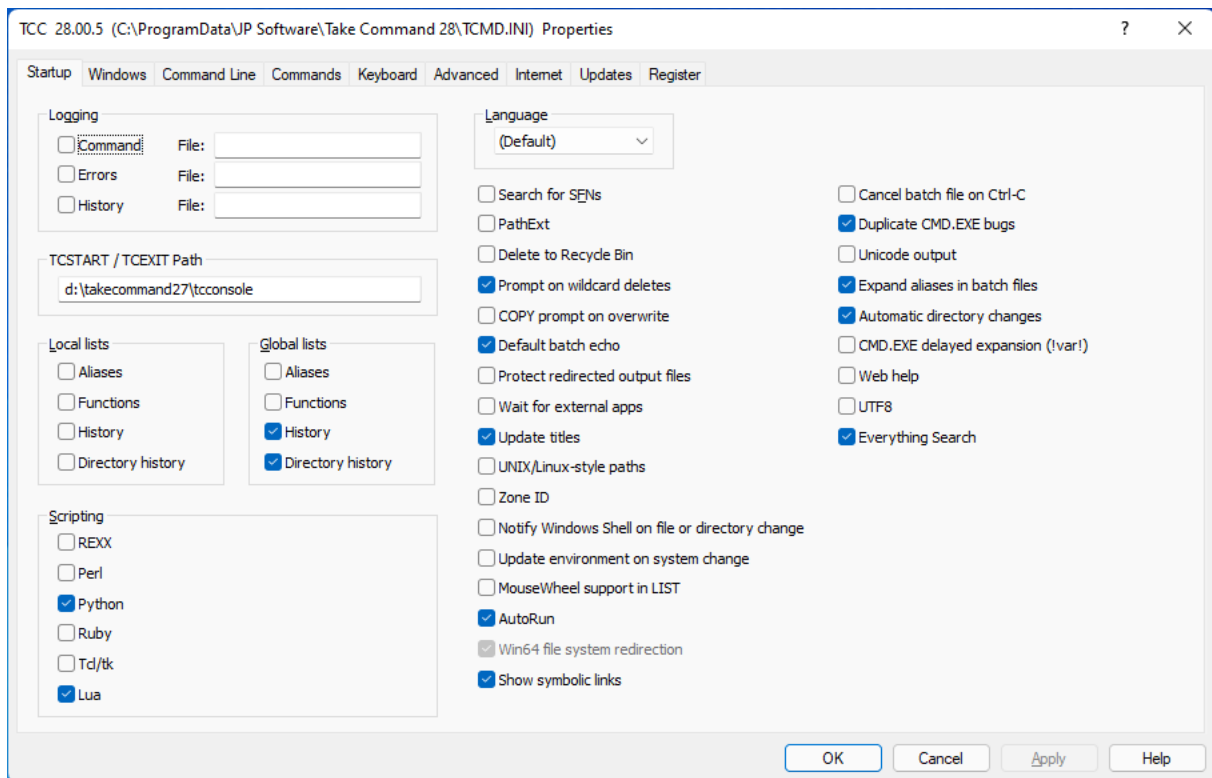 TCC 28.00.5 (C:\ProgramData\JP Software\Take Command 28\TCMD.INI) Properties
Startup Windows Command Line Commands Keyboard Advanced Internet Updates Register
Logging
Command File:
Errors File:
History File:
TCSTART / TCEXIT Path
d:\takecommand27\tcconsole
Local lists
Aliases
Functions
History
Directory history
Global lists
Aliases
Functions
History
Directory history
Scripting
REXX
Perl
Python
Ruby
Tcl/tk
Lua
Language
(Default)
Search for SFNs
PathExt
Delete to Recycle Bin
Prompt on wildcard deletes
COPY prompt on overwrite
Default batch echo
Protect redirected output files
Wait for external apps
Update titles
UNIX/Linux-style paths
Zone ID
Notify Windows Shell on file or directory change
Update environment on system change
MouseWheel support in LIST
AutoRun
Win64 file system redirection
Show symbolic links
Cancel batch file on Ctrl-C
Duplicate CMD.EXE bugs
Unicode output
Expand aliases in batch files
Automatic directory changes
CMD.EXE delayed expansion (!var!)
Web help
UTF8
Everything Search
OK Cancel Apply Help